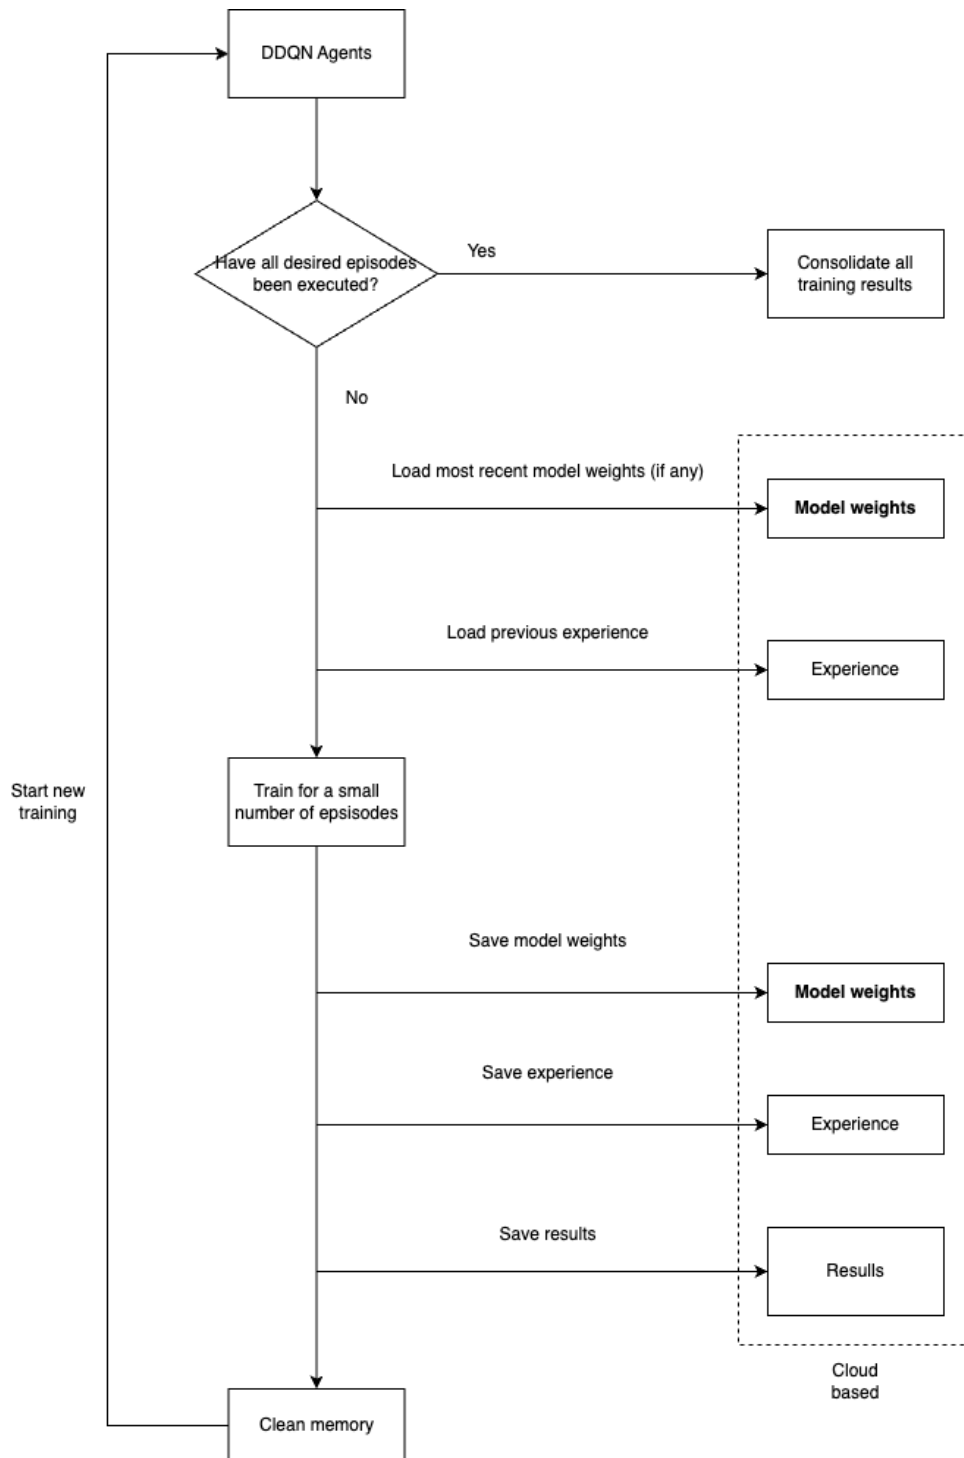 DDQN Agents
Have all desired episodes
been executed?
Yes
Consolidate all
training results
No
Load most recent model weights (if any)
Model weights
Load previous experience
Experience
Start new
training
Train for a small
number of epsisodes
Save model weights
Model weights
Save experience
Experience
Save results
Resulls
Cloud
based
Clean memory